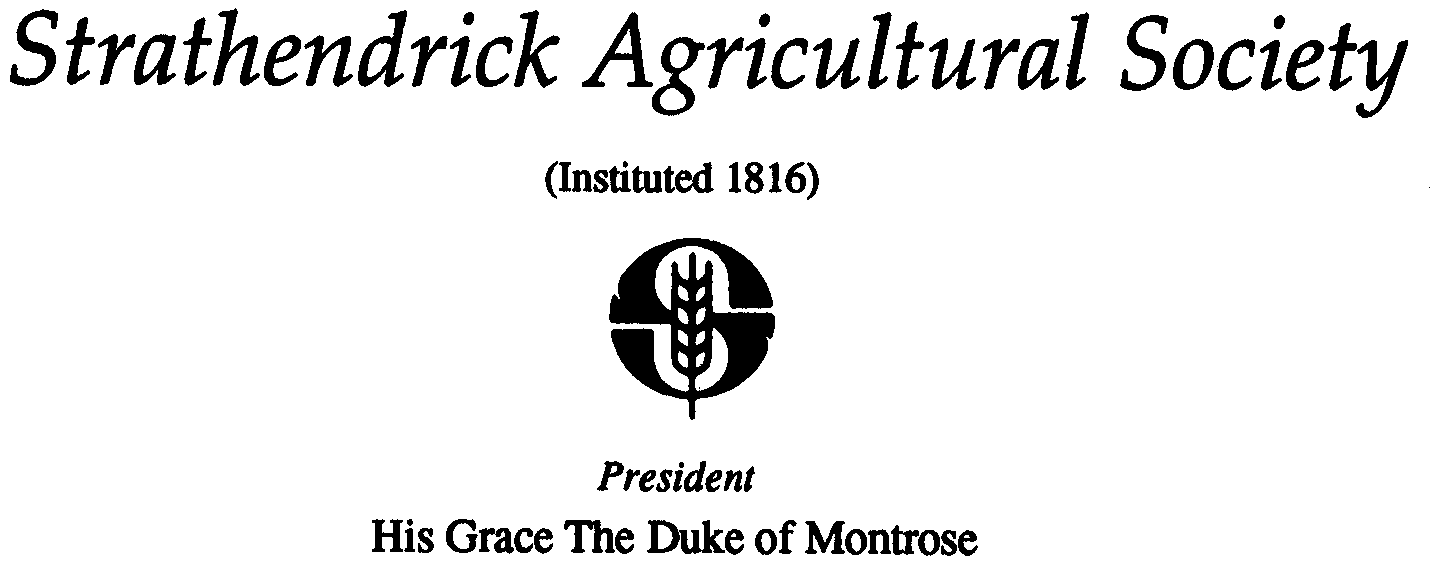 Strathendrick Agricultural Society
(Instituted 1816)
President
His Grace The Duke of Montrose